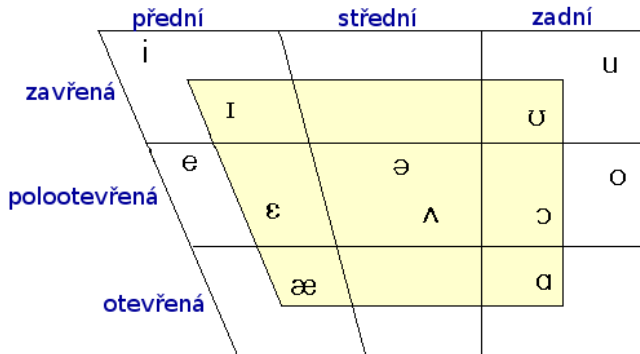 přední střední zadní
i u
zavřená
ɪ ʊ
e ə o
polootevřená
ɛ ʌ ɔ
æ ɑ
otevřená